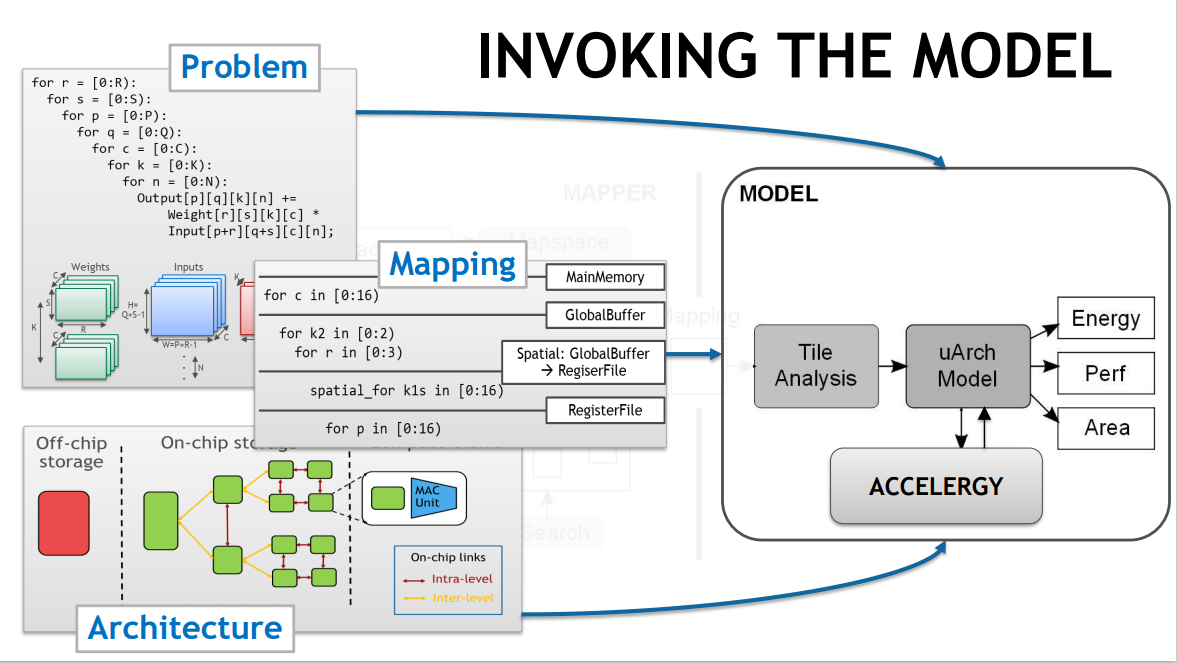 INVOKING THE MODEL
Problem
for r = [0:R):
for s = [0:S):
for p = [0:P):
for q = [0:Q):
for c = [0:C):
for k = [0:K):
for n = [0:N):
Output[p][q][k][n] +=
Weight[r][s][k][c] *
Input[p+r][q+s][c][n];
Weights
C
S
K
R
C
Inputs
H=
Q+S-1
W=P+R-1
C
N
K
Mapping
MainMemory
for c in [0:16)
GlobalBuffer
for k2 in [0:2)
for r in [0:3)
Spatial: GlobalBuffer
→ RegiserFile
spatial_for k1s in [0:16)
RegisterFile
for p in [0:16)
Off-chip
storage
On-chip storage
MAC
Unit
On-chip links
Intra-level
Inter-level
Architecture
MAPPER
Mapspace
Mapping
Search
MODEL
Tile
Analysis
uArch
Model
Energy
Perf
Area
ACCELERGY